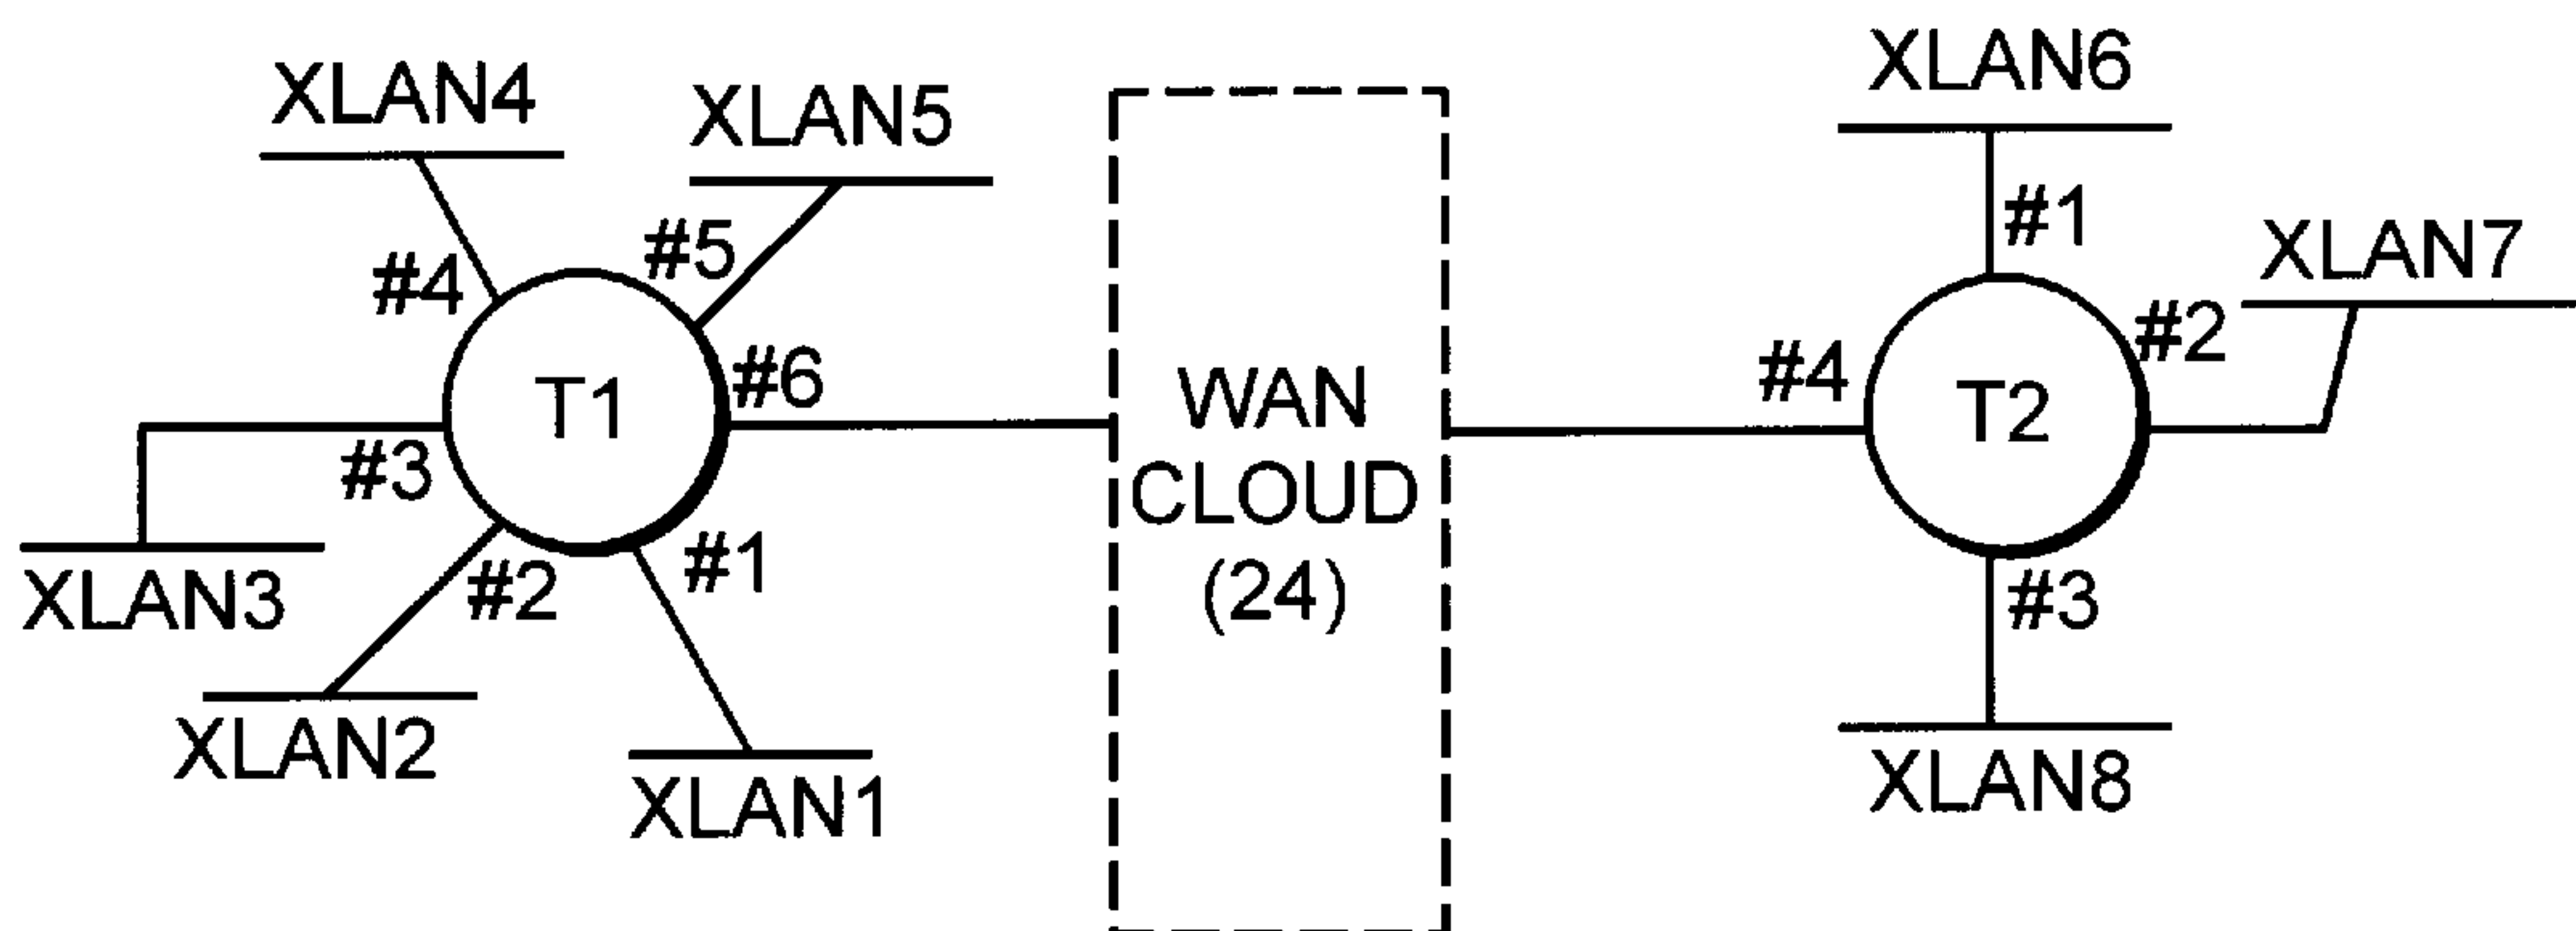 XLAN4
XLAN5
#4
#5
#6
T1
#3
XLAN3
#2
#1
XLAN2
XLAN1
WAN
CLOUD
(24)
XLAN6
#1
XLAN7
#2
#4
T2
#3
XLAN8